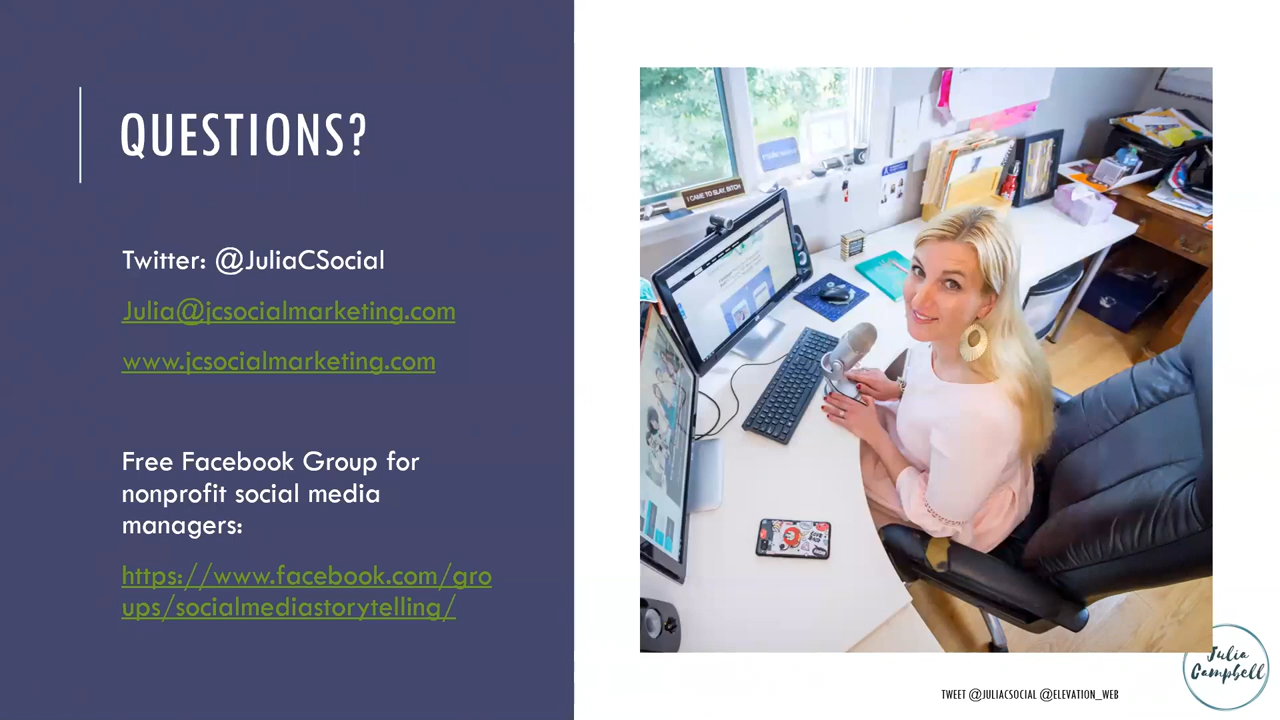 QUESTIONS?
Twitter: @JuliaCSocial
Julia@jcsocialmarketing.com
www.jcsocialmarketing.com
Free Facebook Group for
nonprofit social media
managers:
https://www.facebook.com/gro
ups/socialmediastorytelling/
I CAME TO SLAY, BITCH
Julia
Campbell
TWEET @JULIACSOCIAL @ELEVATION_WEB